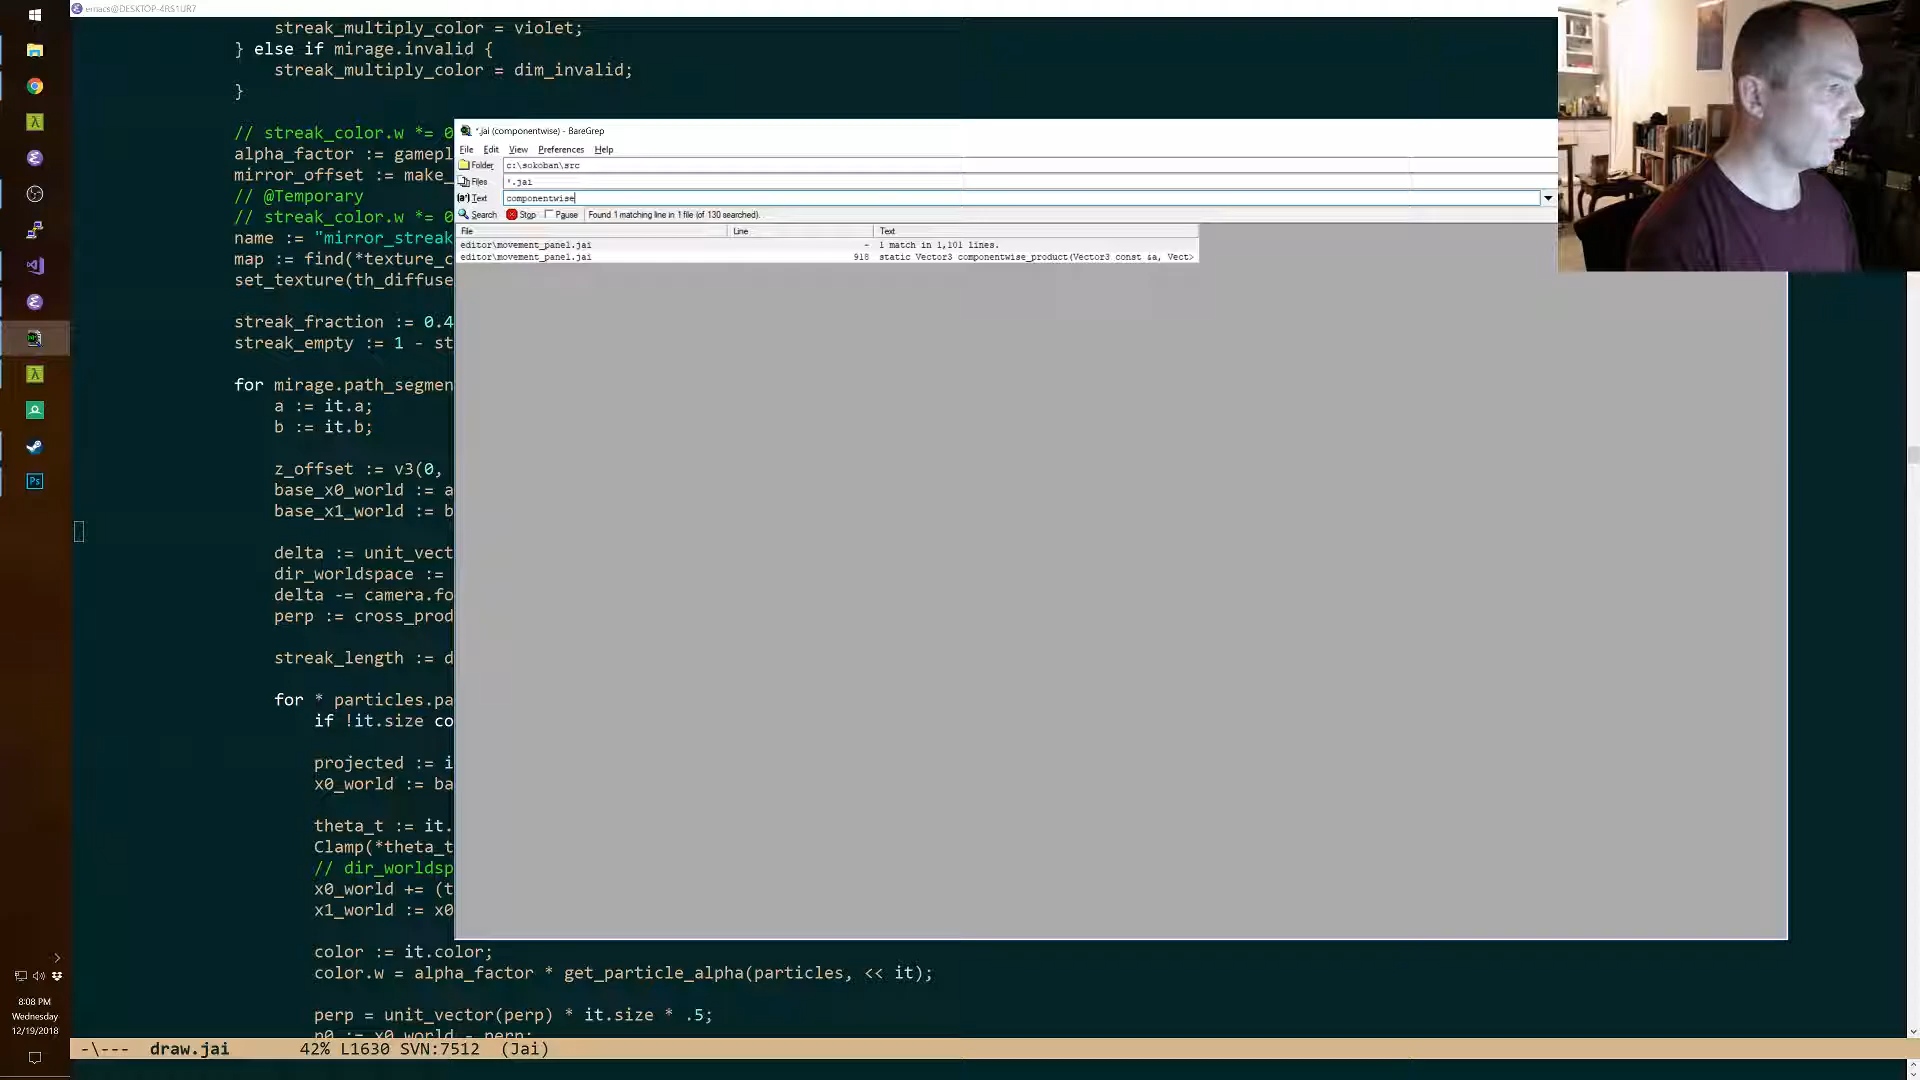 emacs@DESKTOP-4RS1UR7
streak_multiply_color = violet;
} else if mirage.invalid {
streak_multiply_color = dim_invalid;
}
// streak_color.w *= 0
alpha_factor := gamepl
mirror_offset := make_
// @Temporary
// streak_color.w *= 0
name := "mirror_streak
map := find(*texture_c
set_texture(th_diffuse
streak_fraction := 0.4
streak_empty := 1 - st
for mirage.path_segmen
a := it.a;
b := it.b;
z_offset := v3(0,
base_x0_world := a
base_x1_world := b
delta := unit_vect
dir_worldspace :=
delta -= camera.fo
perp := cross_prod
streak_length := d
for * particles.pa
if !it.size co
projected := i
x0_world := ba
theta_t := it.
Clamp(*theta_t
// dir_worldsp
x0_world += (t
x1_world := x0
color := it.color;
color.w = alpha_factor * get_particle_alpha(particles, << it);
perp = unit_vector(perp) * it.size * .5;
p0 := x0_world - perp;
-\--- draw.jai 42% L1630 SVN:7512 (Jai)
*.jai (componentwise) - BareGrep
File Edit View Preferences Help
Folder c:\sokoban\src
Files *.jai
(a*) Text componentwise
Search Stop Pause Found 1 matching line in 1 file (of 130 searched).
File Line Text
editor\movement_panel.jai - 1 match in 1,101 lines.
editor\movement_panel.jai 918 static Vector3 componentwise_product(Vector3 const &a, Vect>
Ps
8:08 PM
Wednesday
12/19/2018